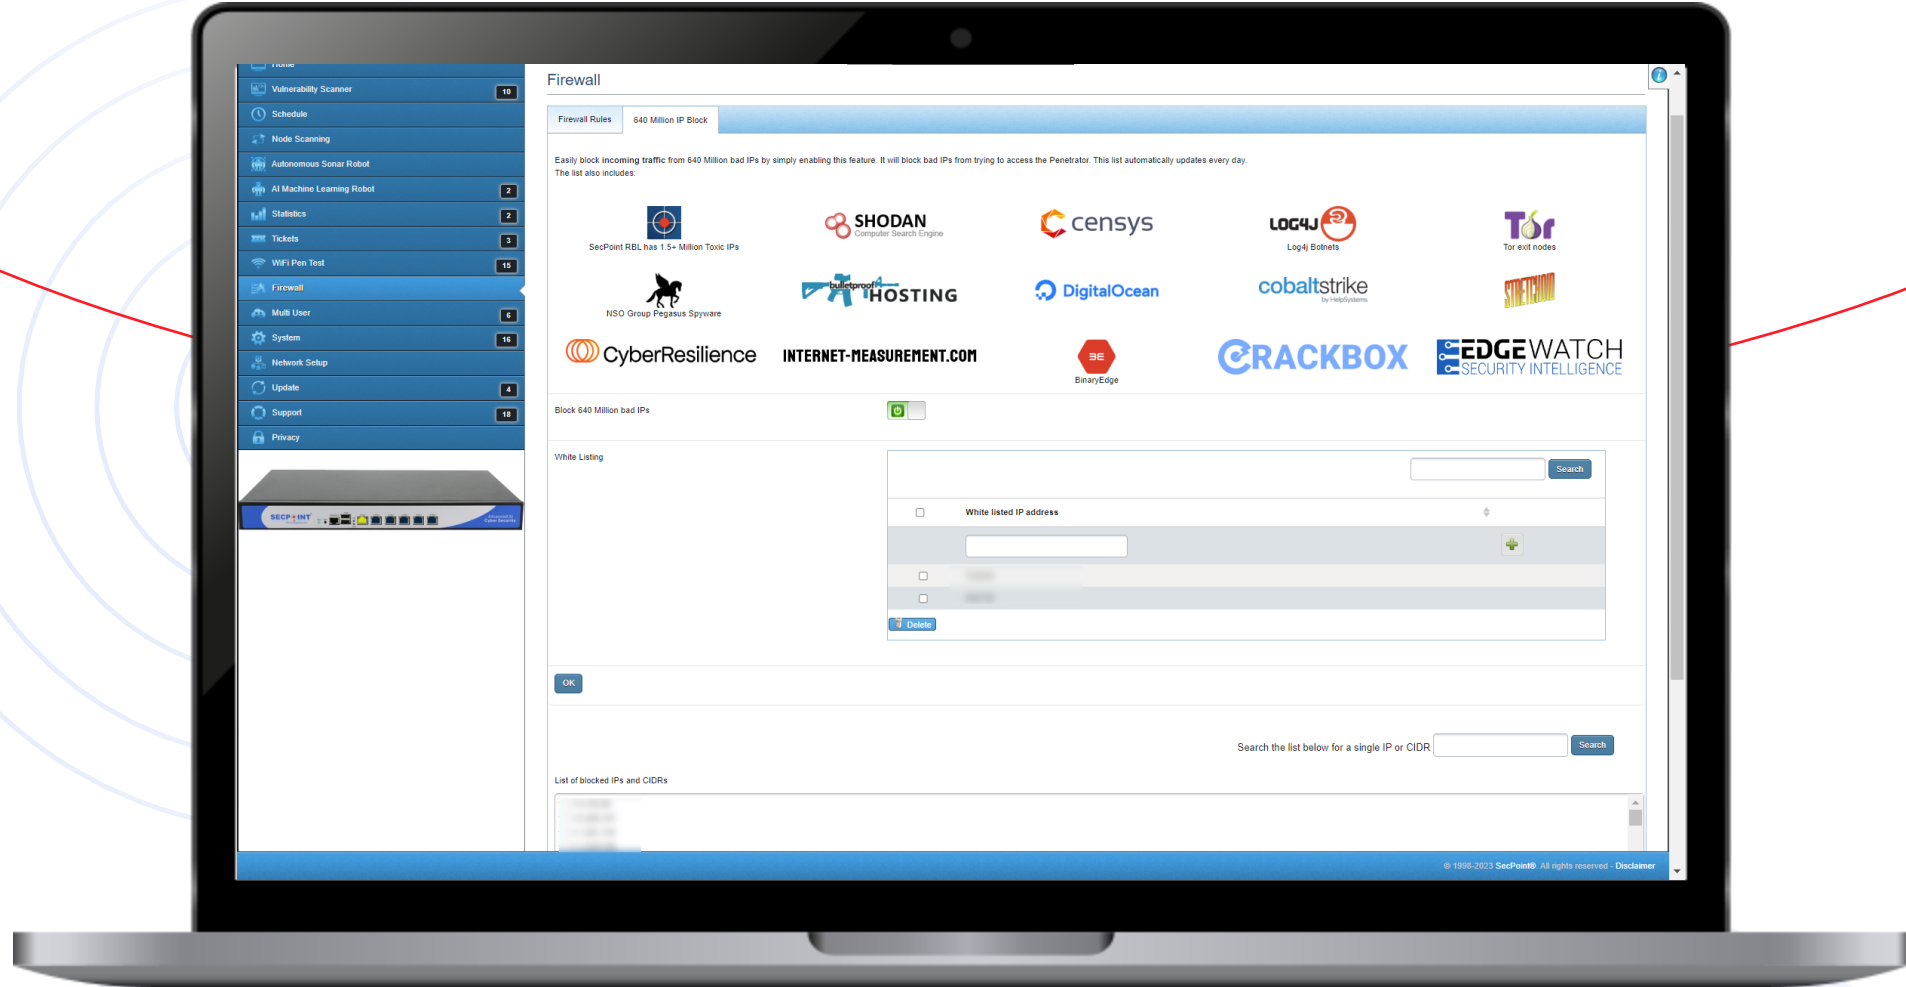 Home
Vulnerability Scanner 10
Schedule
Node Scanning
Autonomous Sonar Robot
AI Machine Learning Robot 2
Statistics 2
Tickets 3
WiFi Pen Test 15
Firewall
Multi User 6
System 16
Network Setup
Update 4
Support 18
Privacy
SECPOINT
Advanced AI
Cyber Security
Firewall
Firewall Rules 640 Million IP Block
Easily block incoming traffic from 640 Million bad IPs by simply enabling this feature. It will block bad IPs from trying to access the Penetrator. This list automatically updates every day.
The list also includes:
SecPoint RBL has 1.5+ Million Toxic IPs
SHODAN
Computer Search Engine
censys
LOG4J
Log4j Botnets
Tor
Tor exit nodes
NSO Group Pegasus Spyware
bulletproof
HOSTING
DigitalOcean
cobaltstrike
by HelpSystems
STRETCHOID
CyberResilience
INTERNET-MEASUREMENT.COM
BinaryEdge
CRACKBOX
EDGEWATCH
SECURITY INTELLIGENCE
Block 640 Million bad IPs
White Listing
Search
White listed IP address
Delete
OK
Search the list below for a single IP or CIDR Search
List of blocked IPs and CIDRs
© 1998-2023 SecPoint®. All rights reserved - Disclaimer